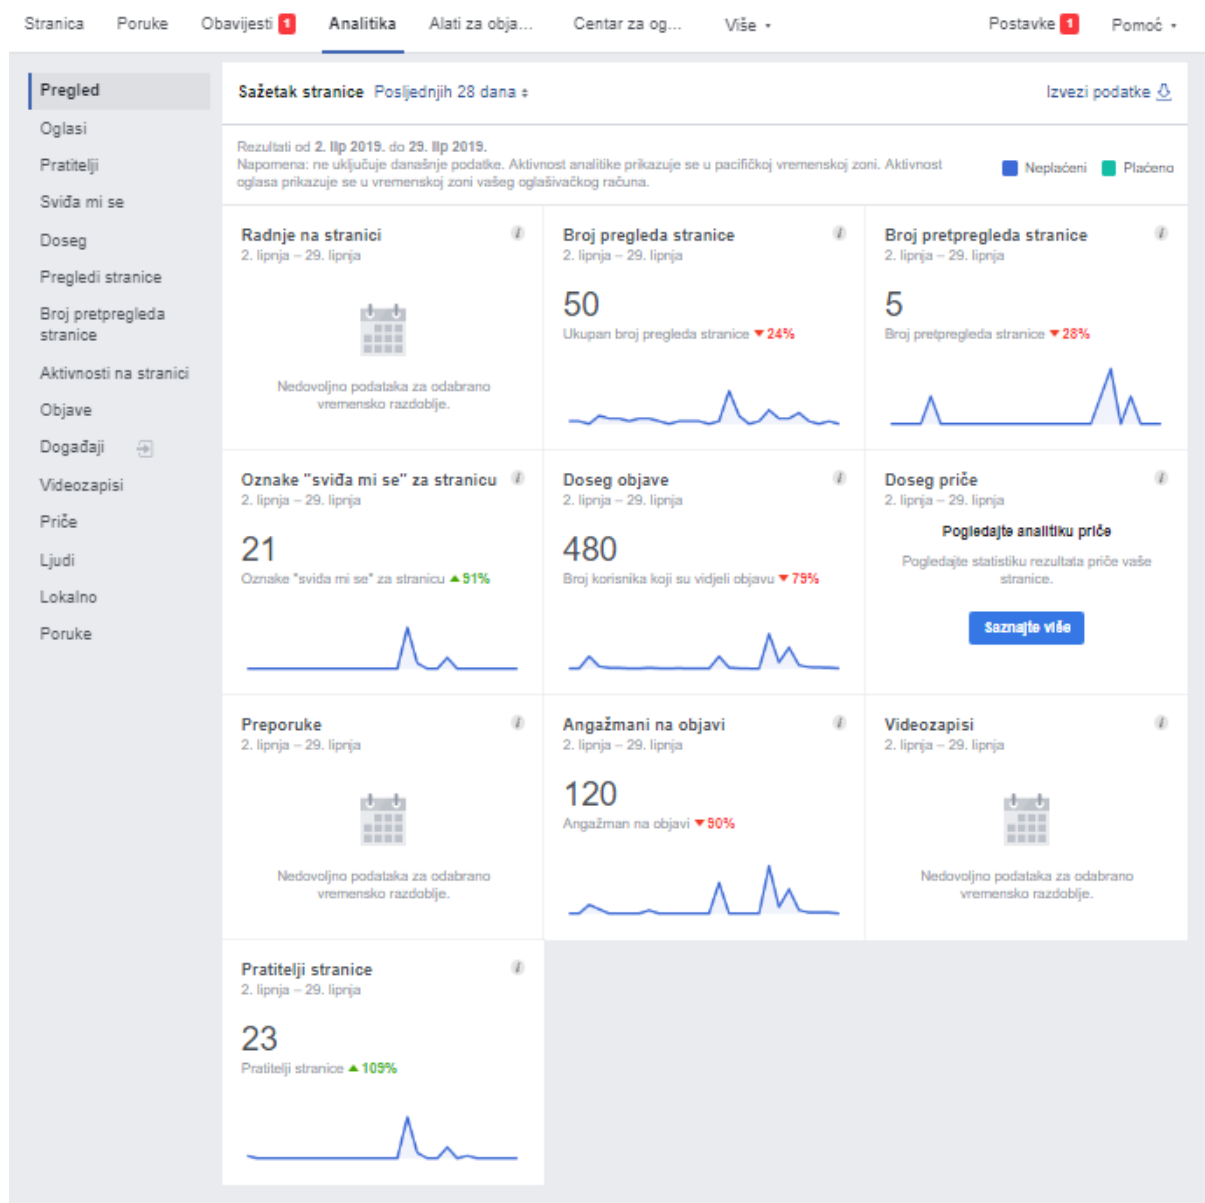 Stranica Poruke Obavijesti 1 Analitika Alati za obja... Centar za og... Više Postavke 1 Pomoć
Pregled
Oglasi
Pratitelji
Sviđa mi se
Doseg
Pregledi stranice
Broj pretpregleda
stranice
Aktivnosti na stranici
Objave
Događaji
Videozapisi
Priče
Ljudi
Lokalno
Poruke
Sažetak stranice Posljednjih 28 dana
Izvezi podatke
Rezultati od 2. lip 2019. do 29. lip 2019.
Napomena: ne uključuje današnje podatke. Aktivnost analitike prikazuje se u pacifičkoj vremenskoj zoni. Aktivnost
oglasa prikazuje se u vremenskoj zoni vašeg oglašivačkog računa.
Neplaćeni Plaćeno
Radnje na stranici
2. lipnja – 29. lipnja
Nedovoljno podataka za odabrano
vremensko razdoblje.
Broj pregleda stranice
2. lipnja – 29. lipnja
50
Ukupan broj pregleda stranice 24%
Broj pretpregleda stranice
2. lipnja – 29. lipnja
5
Broj pretpregleda stranice 28%
Oznake "sviđa mi se" za stranicu
2. lipnja – 29. lipnja
21
Oznake "sviđa mi se" za stranicu 91%
Doseg objave
2. lipnja – 29. lipnja
480
Broj korisnika koji su vidjeli objavu 79%
Doseg priče
2. lipnja – 29. lipnja
Pogledajte analitiku priče
Pogledajte statistiku rezultata priče vaše
stranice.
Saznajte više
Preporuke
2. lipnja – 29. lipnja
Nedovoljno podataka za odabrano
vremensko razdoblje.
Angažmani na objavi
2. lipnja – 29. lipnja
120
Angažman na objavi 90%
Videozapisi
2. lipnja – 29. lipnja
Nedovoljno podataka za odabrano
vremensko razdoblje.
Pratitelji stranice
2. lipnja – 29. lipnja
23
Pratitelji stranice 109%